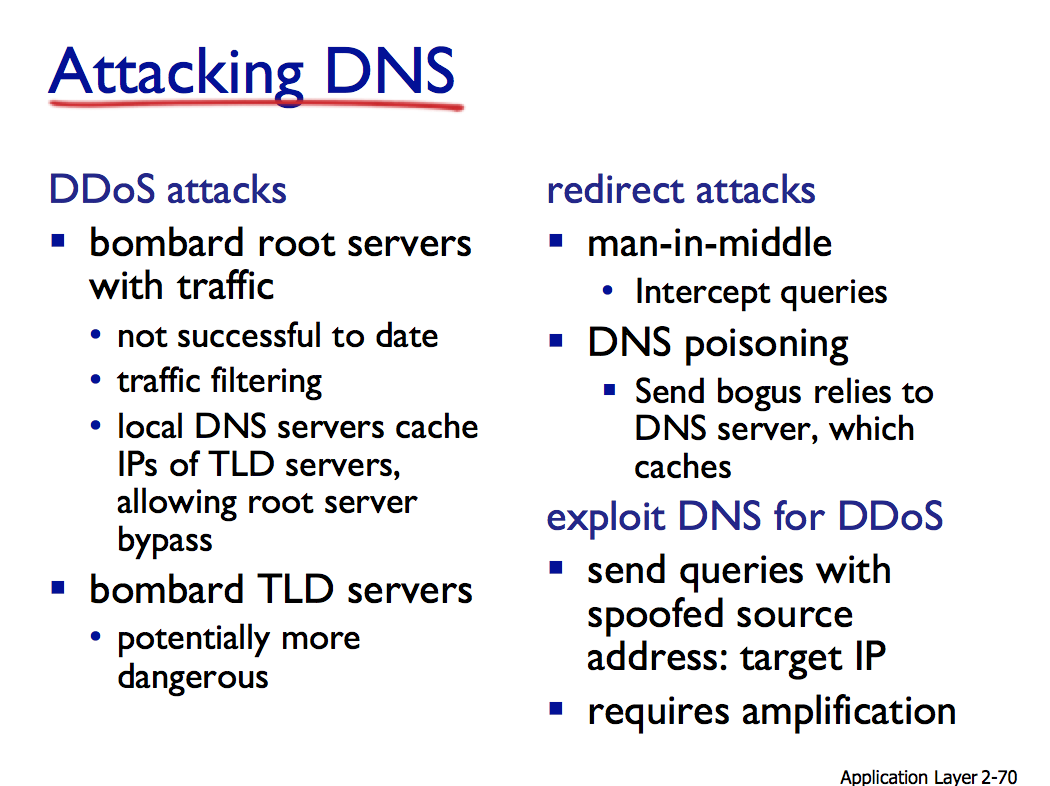 Attacking DNS
DDoS attacks
▪ bombard root servers
with traffic
• not successful to date
• traffic filtering
• local DNS servers cache
IPs of TLD servers,
allowing root server
bypass
▪ bombard TLD servers
• potentially more
dangerous
redirect attacks
▪ man-in-middle
• Intercept queries
▪ DNS poisoning
▪ Send bogus relies to
DNS server, which
caches
exploit DNS for DDoS
▪ send queries with
spoofed source
address: target IP
▪ requires amplification
Application Layer 2-70